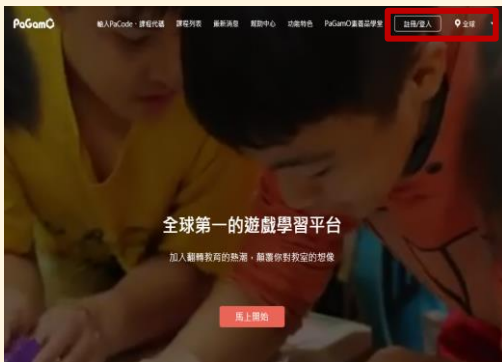 PaGamO 輸入PaCode、課程代碼 課程列表 最新消息 幫助中心 功能特色 PaGamO素養品學堂 註冊/登入 全球
全球第一的遊戲學習平台
加入翻轉教育的熱潮，顛覆你對教室的想像
馬上開始